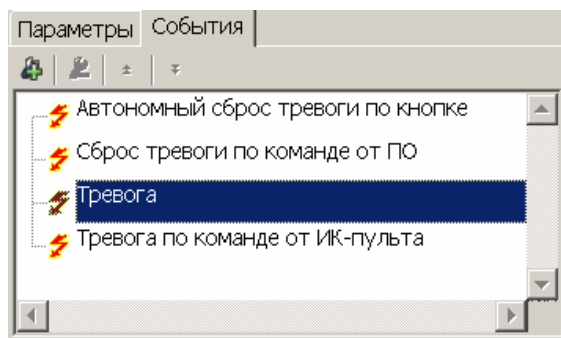 Параметры События
Автономный сброс тревоги по кнопке
Сброс тревоги по команде от ПО
Тревога
Тревога по команде от ИК-пульта